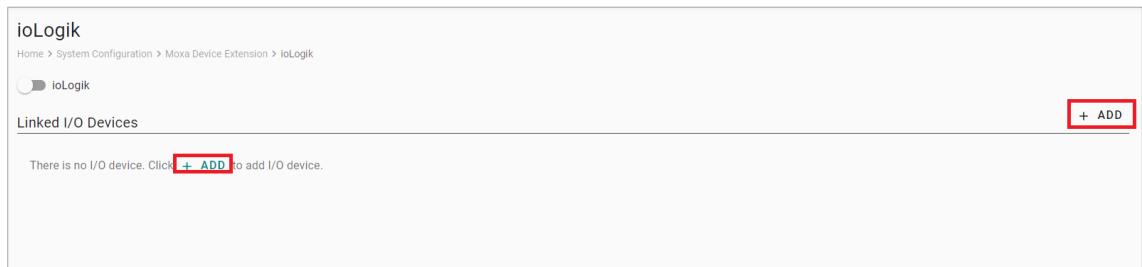 ioLogik
Home > System Configuration > Moxa Device Extension > ioLogik
ioLogik
Linked I/O Devices
+ ADD
There is no I/O device. Click + ADD to add I/O device.